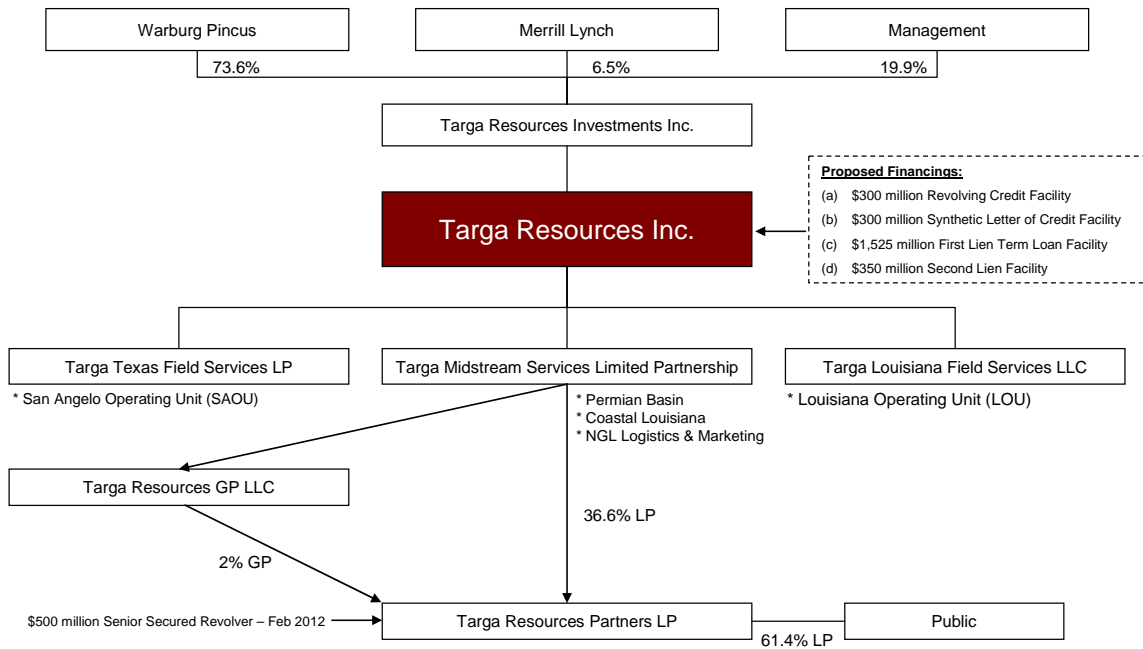 Warburg Pincus
Merrill Lynch
Management
73.6%
6.5%
19.9%
Targa Resources Investments Inc.
Targa Resources Inc.
Proposed Financings:
(a) $300 million Revolving Credit Facility
(b) $300 million Synthetic Letter of Credit Facility
(c) $1,525 million First Lien Term Loan Facility
(d) $350 million Second Lien Facility
Targa Texas Field Services LP
Targa Midstream Services Limited Partnership
Targa Louisiana Field Services LLC
* San Angelo Operating Unit (SAOU)
* Permian Basin
* Coastal Louisiana
* NGL Logistics & Marketing
* Louisiana Operating Unit (LOU)
Targa Resources GP LLC
36.6% LP
2% GP
$500 million Senior Secured Revolver – Feb 2012
Targa Resources Partners LP
Public
61.4% LP